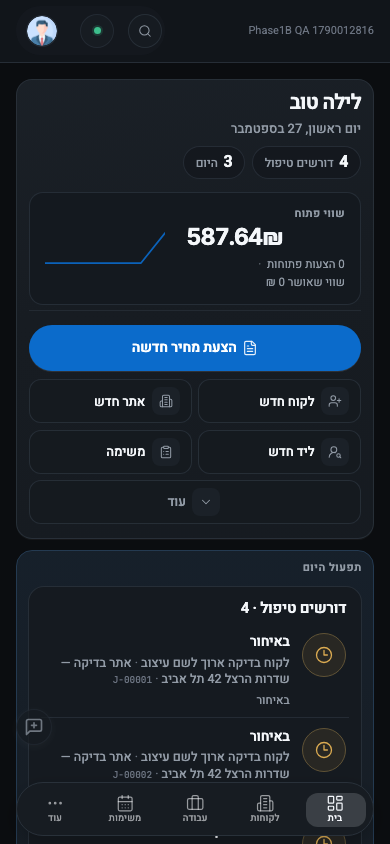 Phase1B QA 1790012816
לילה טוב
יום ראשון, 27 בספטמבר
4 דורשים טיפול
3 היום
שווי פתוח
587.64₪
0 הצעות פתוחות ·
שווי שאושר 0 ₪
הצעת מחיר חדשה
לקוח חדש
אתר חדש
ליד חדש
משימה
עוד
תפעול היום
דורשים טיפול · 4
באיחור
לקוח בדיקה ארוך לשם עיצוב · אתר בדיקה —
שדרות הרצל 42 תל אביב · J-00001
באיחור
באיחור
לקוח בדיקה ארוך לשם עיצוב · אתר בדיקה —
שדרות הרצל 42 תל אביב · J-00002
בית
לקוחות
עבודה
משימות
עוד